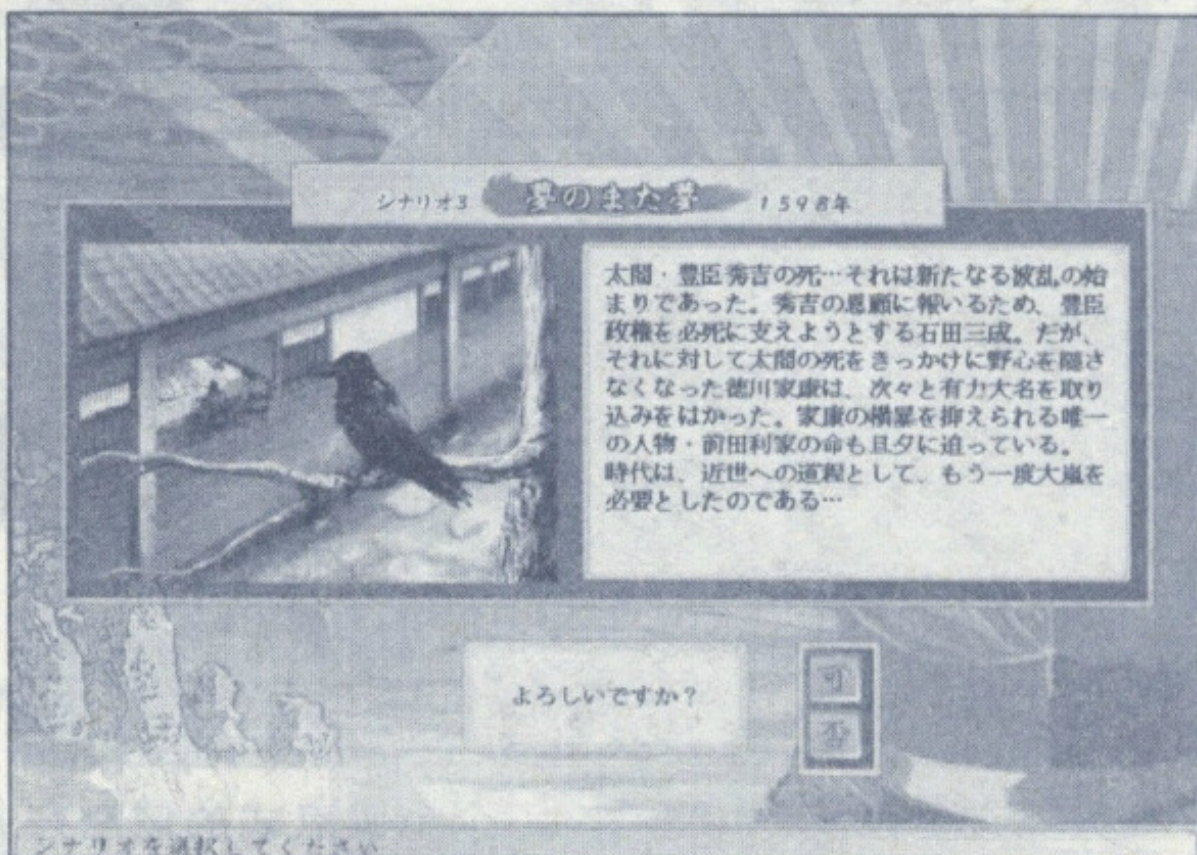 シナリオ3 夢のまた夢 1598年
太閤・豊臣秀吉の死…それは新たなる波乱の始
まりであった。秀吉の恩顧に報いるため、豊臣
政権を必死に支えようとする石田三成。だが、
それに対して太閤の死をきっかけに野心を隠さ
なくなった徳川家康は、次々と有力大名を取り
込みをはかった。家康の横暴を抑えられる唯一
の人物・前田利家の命も旦夕に迫っている。
時代は、近世への道程として、もう一度大嵐を
必要としたのである…
よろしいですか?
可
否
シナリオを選択してください